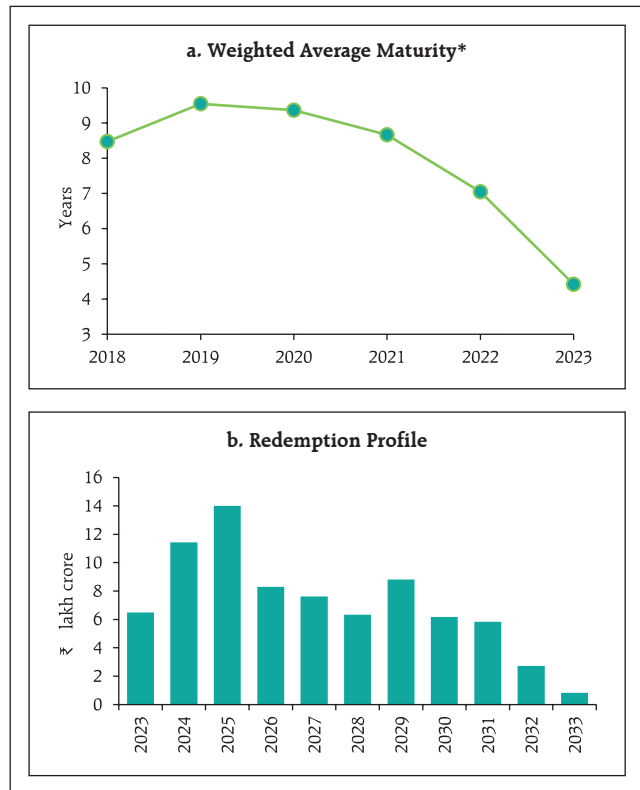 a. Weighted Average Maturity*
10
9
8
7
6
5
4
3
Years
2018 2019 2020 2021 2022 2023
b. Redemption Profile
16
14
12
10
8
6
4
2
0
₹ lakh crore
2023 2024 2025 2026 2027 2028 2029 2030 2031 2032 2033